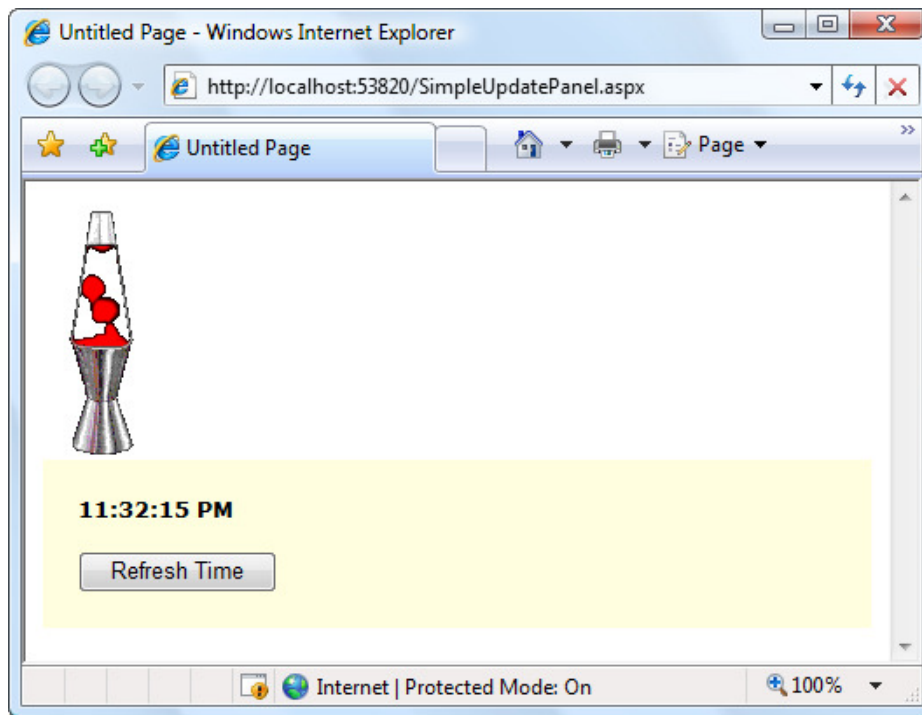 Untitled Page - Windows Internet Explorer
http://localhost:53820/SimpleUpdatePanel.aspx
Untitled Page
Page
11:32:15 PM
Refresh Time
Internet | Protected Mode: On
100%